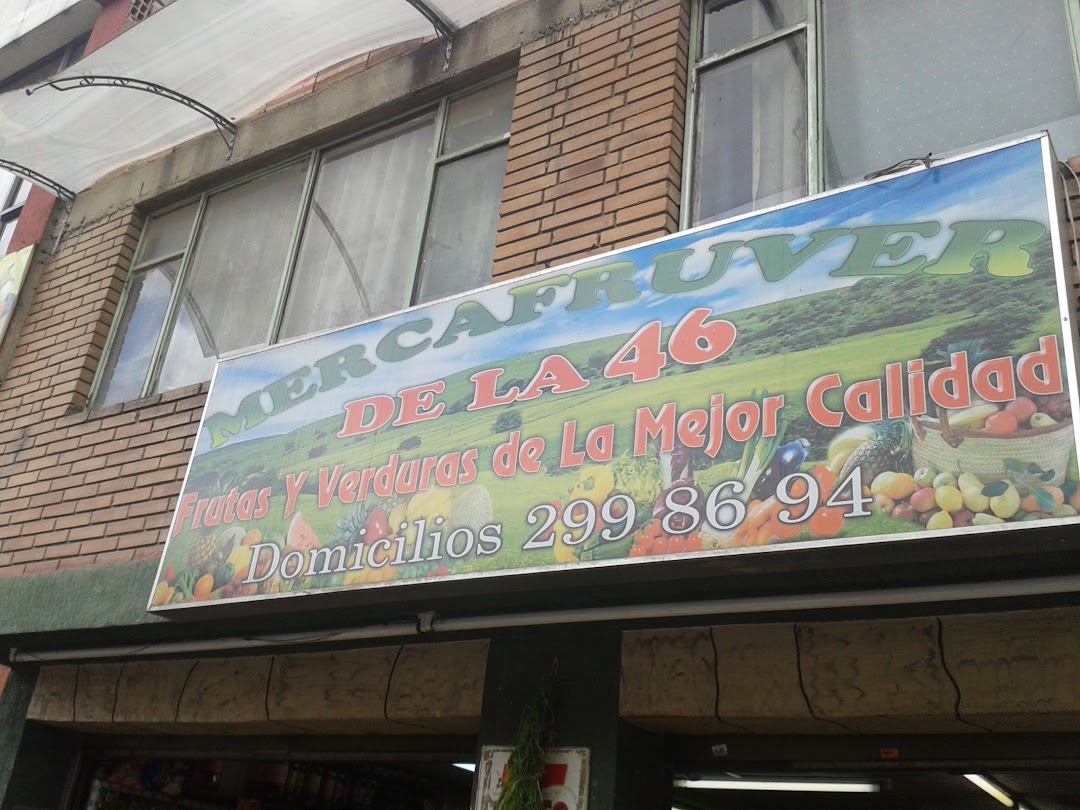 MERCAFRUVER
DE LA 46
Frutas Y Verduras de La Mejor Calidad
Domicilios 299 86 94